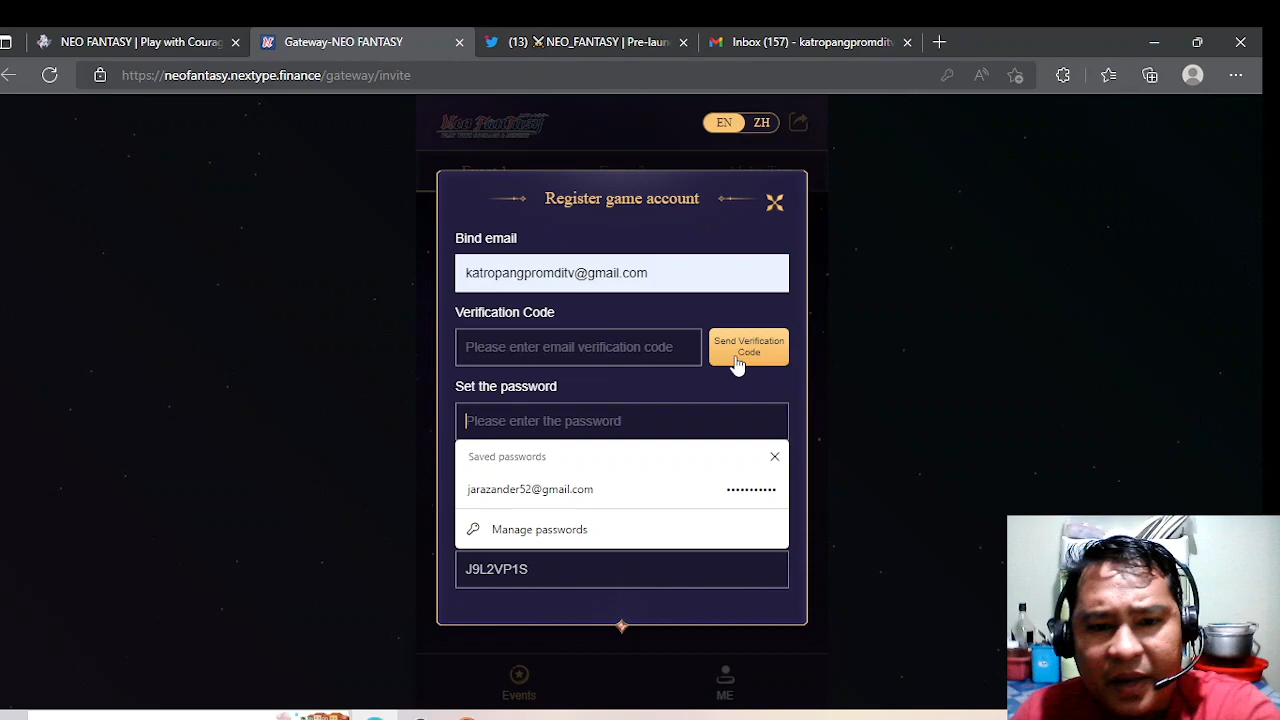 NEO FANTASY | Play with Courag
Gateway-NEO FANTASY
(13) ⚔NEO_FANTASY | Pre-laun
Inbox (157) - katropangpromditv
https://neofantasy.nextype.finance/gateway/invite
Neo Fantasy
EN ZH
Register game account
Bind email
katropangpromditv@gmail.com
Verification Code
Please enter email verification code
Send Verification
Code
Set the password
Please enter the password
Saved passwords
jarazander52@gmail.com •••••••••••
Manage passwords
J9L2VP1S
Events
ME